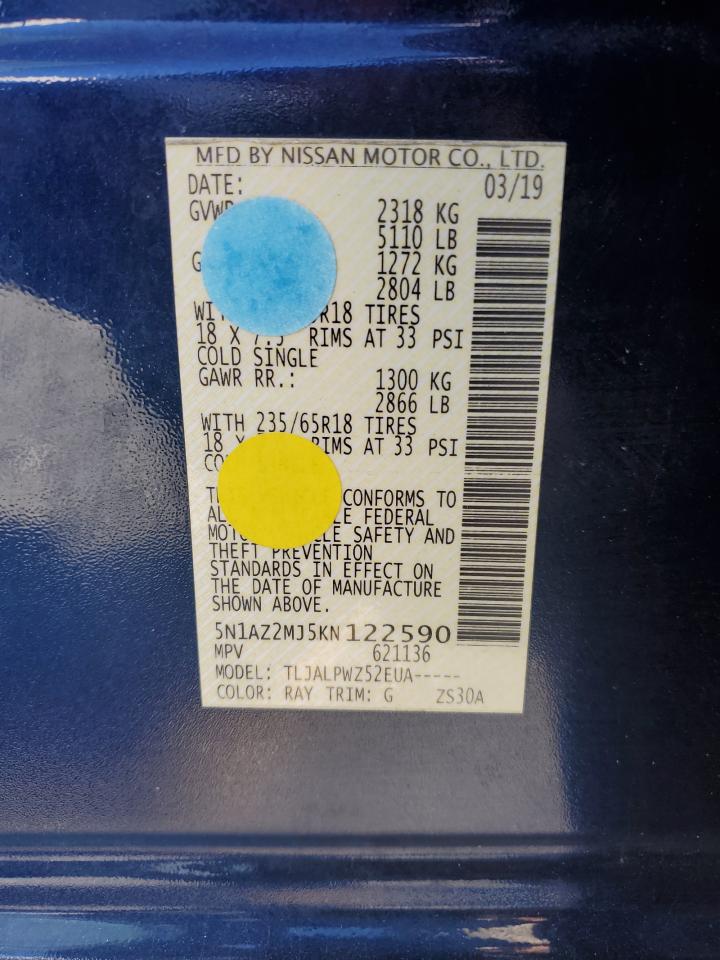 MFD BY NISSAN MOTOR CO., LTD.
DATE: 03/19
2318 KG
5110 LB
1272 KG
2804 LB
R18 TIRES
18 X RIMS AT 33 PSI
COLD SINGLE
GAWR RR.: 1300 KG
2866 LB
WITH 235/65R18 TIRES
18 RIMS AT 33 PSI
CONFORMS TO
FEDERAL
SAFETY AND
THEFT PREVENTION
STANDARDS IN EFFECT ON
THE DATE OF MANUFACTURE
SHOWN ABOVE.
5N1AZ2MJ5KN122590
MPV 621136
MODEL: TLJALPWZ52EUA-----
COLOR: RAY TRIM: G ZS30A